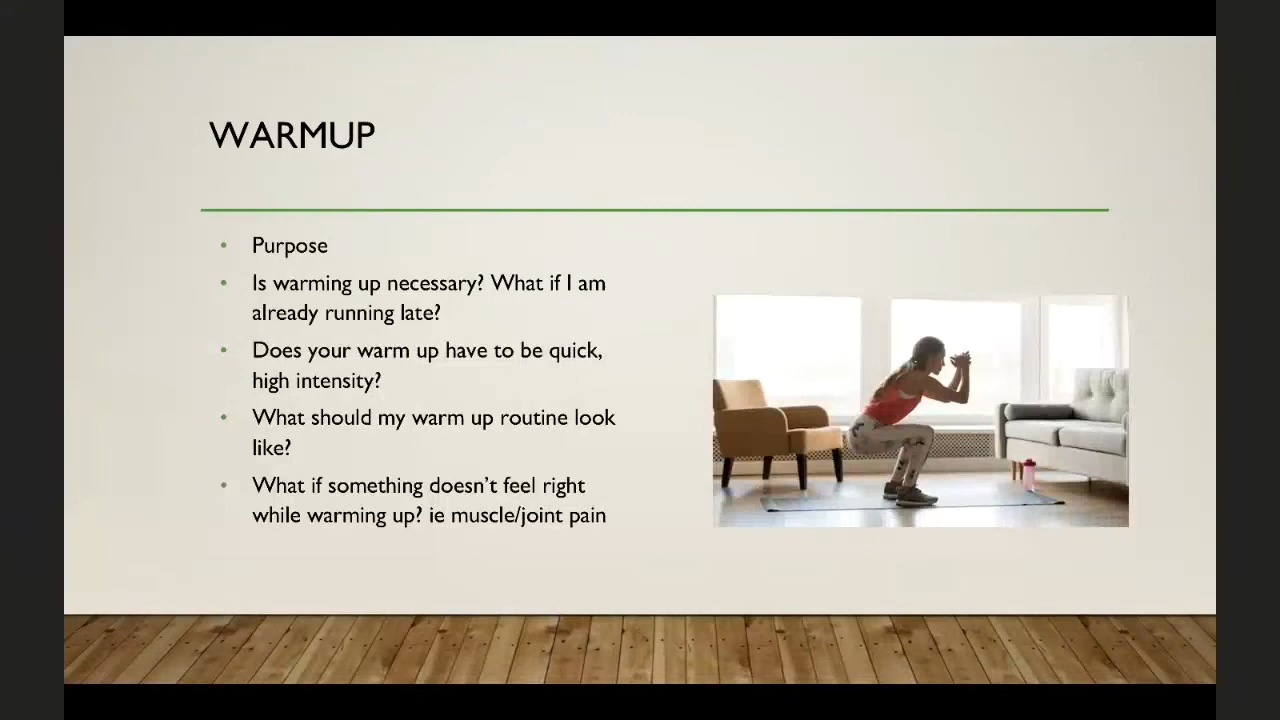 WARMUP
• Purpose
• Is warming up necessary? What if I am
already running late?
• Does your warm up have to be quick,
high intensity?
• What should my warm up routine look
like?
• What if something doesn’t feel right
while warming up? ie muscle/joint pain